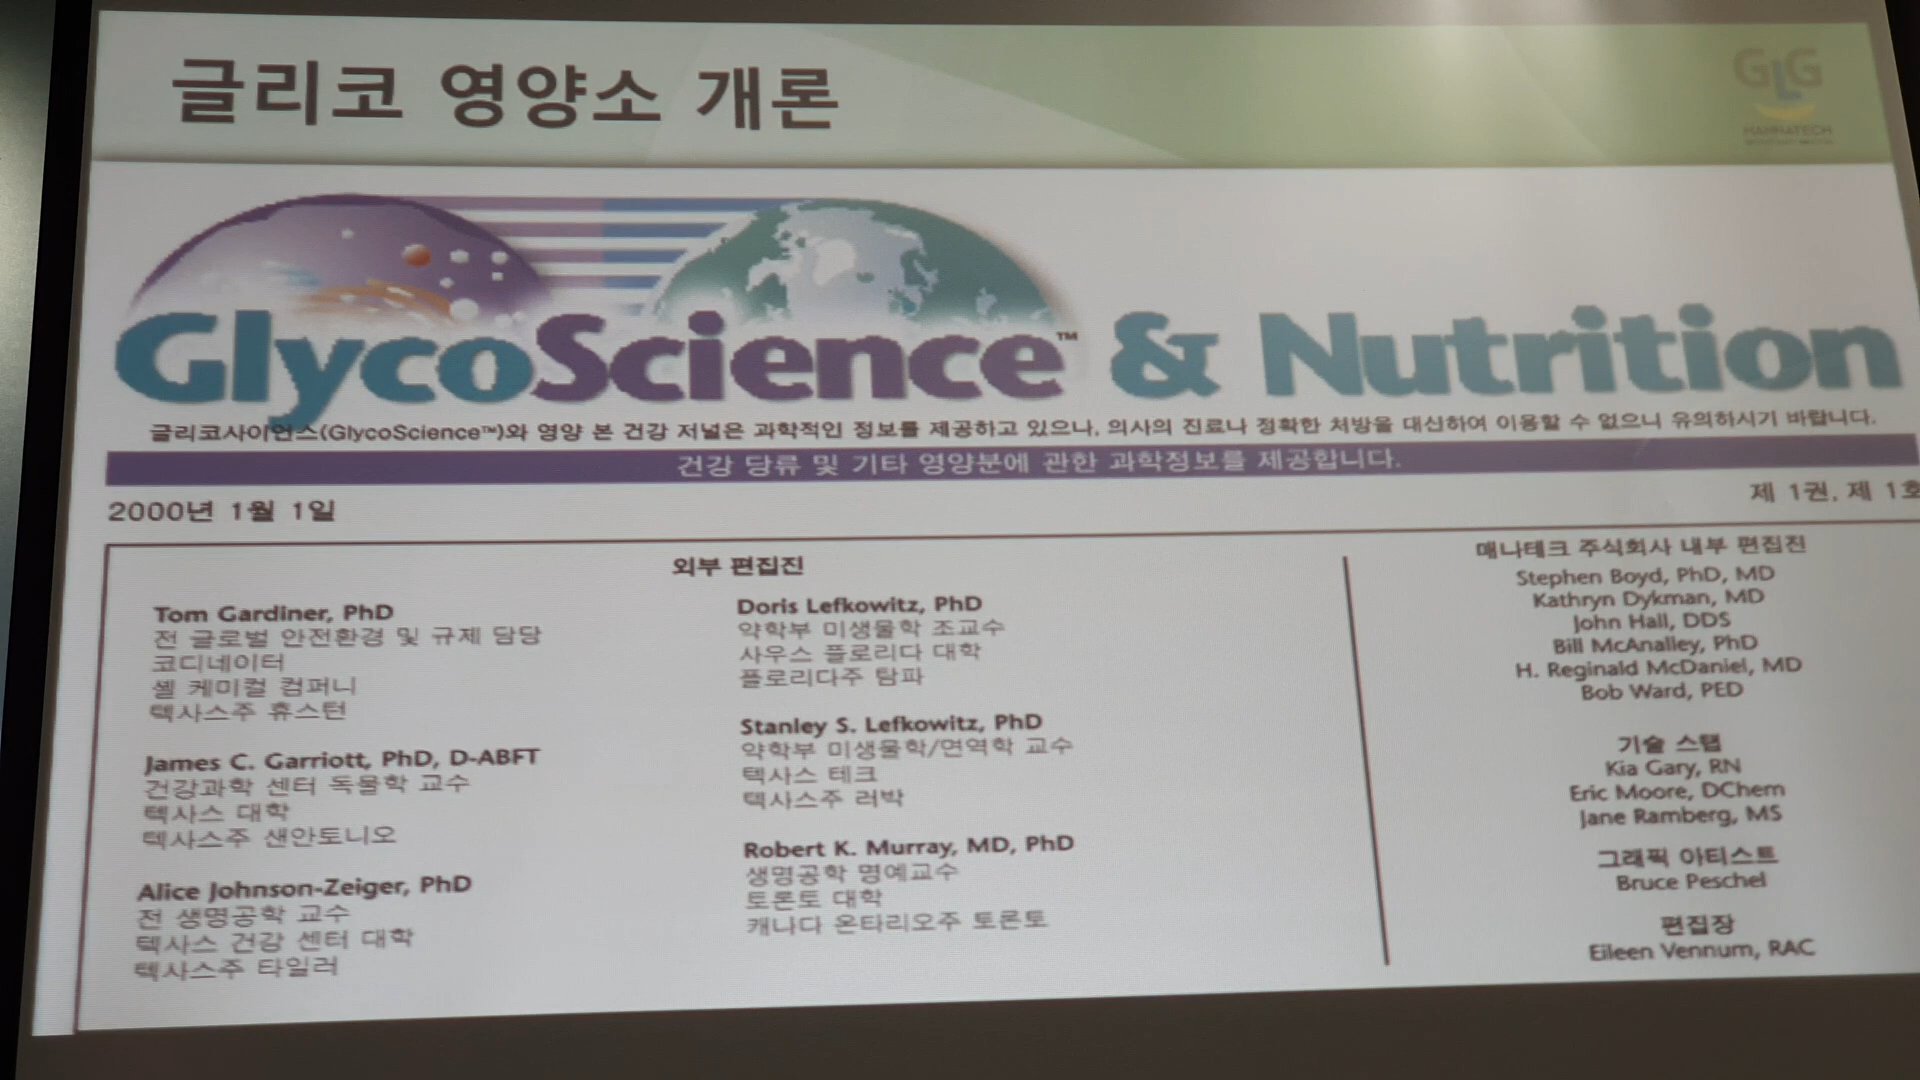 글리코 영양소 개론
GLG
MANNATECH
GlycoScience™ & Nutrition
글리코사이언스(GlycoScience™)와 영양 본 건강 저널은 과학적인 정보를 제공하고 있으나, 의사의 진료나 정확한 처방을 대신하여 이용할 수 없으니 유의하시기 바랍니다.
건강 당류 및 기타 영양분에 관한 과학정보를 제공합니다.
2000년 1월 1일
제 1권, 제 1호
외부 편집진
Tom Gardiner, PhD
전 글로벌 안전환경 및 규제 담당
코디네이터
셸 케미컬 컴퍼니
텍사스주 휴스턴
James C. Garriott, PhD, D-ABFT
건강과학 센터 독물학 교수
텍사스 대학
텍사스주 샌안토니오
Alice Johnson-Zeiger, PhD
전 생명공학 교수
텍사스 건강 센터 대학
텍사스주 타일러
Doris Lefkowitz, PhD
약학부 미생물학 조교수
사우스 플로리다 대학
플로리다주 탐파
Stanley S. Lefkowitz, PhD
약학부 미생물학/면역학 교수
텍사스 테크
텍사스주 러박
Robert K. Murray, MD, PhD
생명공학 명예교수
토론토 대학
캐나다 온타리오주 토론토
매나테크 주식회사 내부 편집진
Stephen Boyd, PhD, MD
Kathryn Dykman, MD
John Hall, DDS
Bill McAnalley, PhD
H. Reginald McDaniel, MD
Bob Ward, PED
기술 스탭
Kia Gary, RN
Eric Moore, DChem
Jane Ramberg, MS
그래픽 아티스트
Bruce Peschel
편집장
Eileen Vennum, RAC